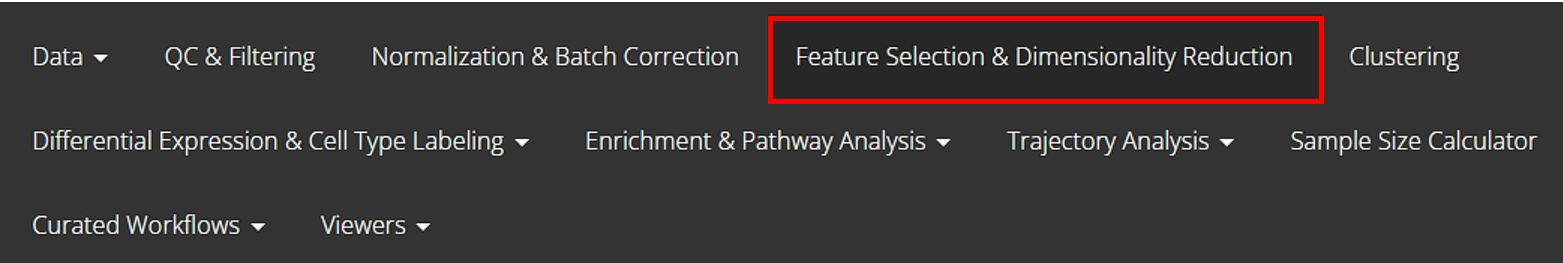 Data QC & Filtering Normalization & Batch Correction Feature Selection & Dimensionality Reduction Clustering
Differential Expression & Cell Type Labeling Enrichment & Pathway Analysis Trajectory Analysis Sample Size Calculator
Curated Workflows Viewers